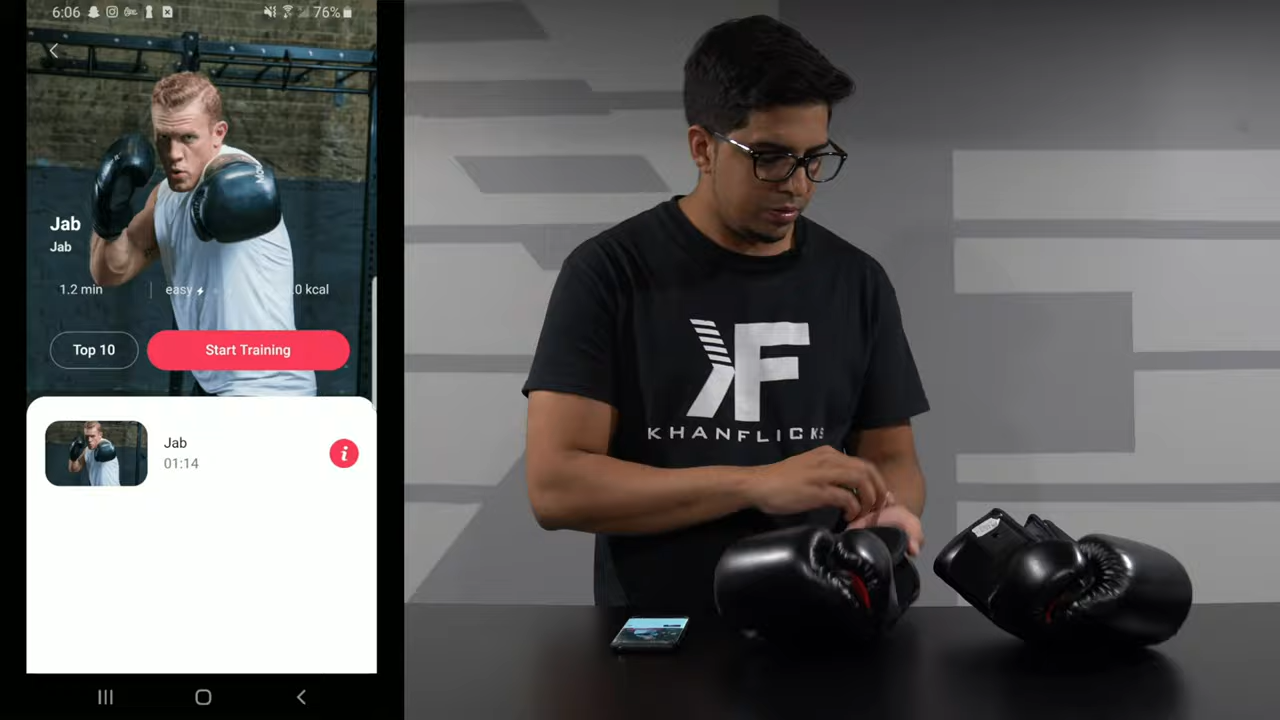 6:06
76%
Jab
Jab
1.2 min
easy
0 kcal
Top 10
Start Training
Jab
01:14
i
KF
KHANFLICKS